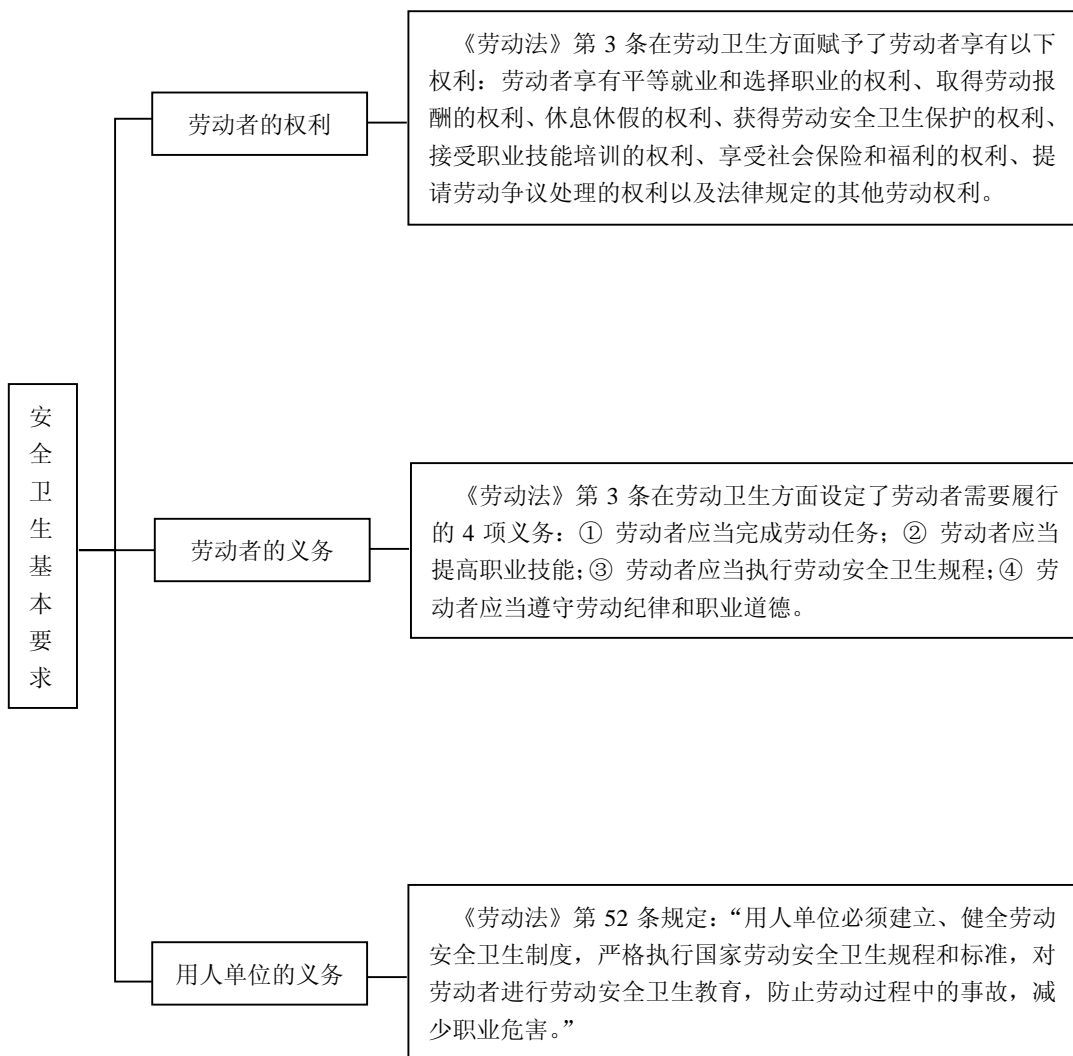 《劳动法》第 3 条在劳动卫生方面赋予了劳动者享有以下
权利：劳动者享有平等就业和选择职业的权利、取得劳动报
酬的权利、休息休假的权利、获得劳动安全卫生保护的权利、
接受职业技能培训的权利、享受社会保险和福利的权利、提
请劳动争议处理的权利以及法律规定的其他劳动权利。
劳动者的权利
安
全
卫
生
基
本
要
求
《劳动法》第 3 条在劳动卫生方面设定了劳动者需要履行
的 4 项义务：① 劳动者应当完成劳动任务；② 劳动者应当
提高职业技能；③ 劳动者应当执行劳动安全卫生规程；④ 劳
动者应当遵守劳动纪律和职业道德。
劳动者的义务
《劳动法》第 52 条规定：“用人单位必须建立、健全劳动
安全卫生制度，严格执行国家劳动安全卫生规程和标准，对
劳动者进行劳动安全卫生教育，防止劳动过程中的事故，减
少职业危害。”
用人单位的义务